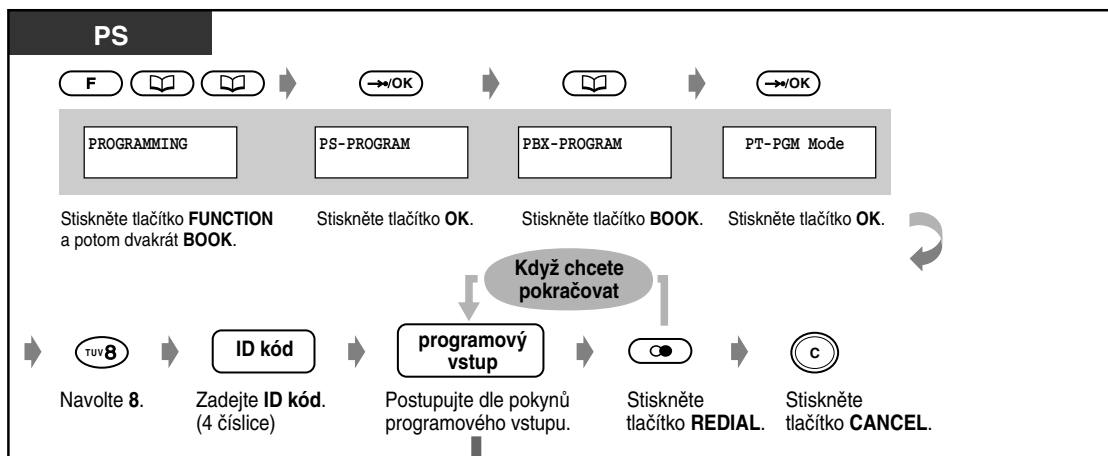 PS
F
/OK
/OK
PROGRAMMING
PS-PROGRAM
PBX-PROGRAM
PT-PGM Mode
Stiskněte tlačítko FUNCTION
a potom dvakrát BOOK.
Stiskněte tlačítko OK.
Stiskněte tlačítko BOOK.
Stiskněte tlačítko OK.
Když chcete
pokračovat
TUV8
ID kód
programový
vstup
C
Navolte 8.
Zadejte ID kód.
(4 číslice)
Postupujte dle pokynů
programového vstupu.
Stiskněte
tlačítko REDIAL.
Stiskněte
tlačítko CANCEL.